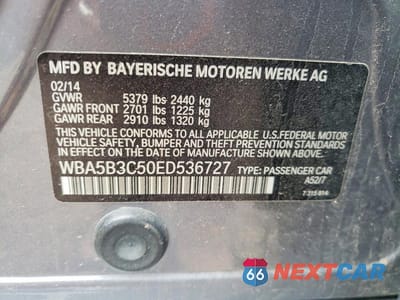 MFD BY BAYERISCHE MOTOREN WERKE AG
02/14
GVWR 5379 lbs 2440 kg
GAWR FRONT 2701 lbs 1225 kg
GAWR REAR 2910 lbs 1320 kg
THIS VEHICLE CONFORMS TO ALL APPLICABLE U.S.FEDERAL MOTOR
VEHICLE SAFETY, BUMPER AND THEFT PREVENTION
STANDARDS IN EFFECT ON THE DATE OF MANUFACTURE SHOWN ABOVE.
WBA5B3C50ED536727 TYPE: PASSENGER CAR
A52/7
66 NEXTCAR